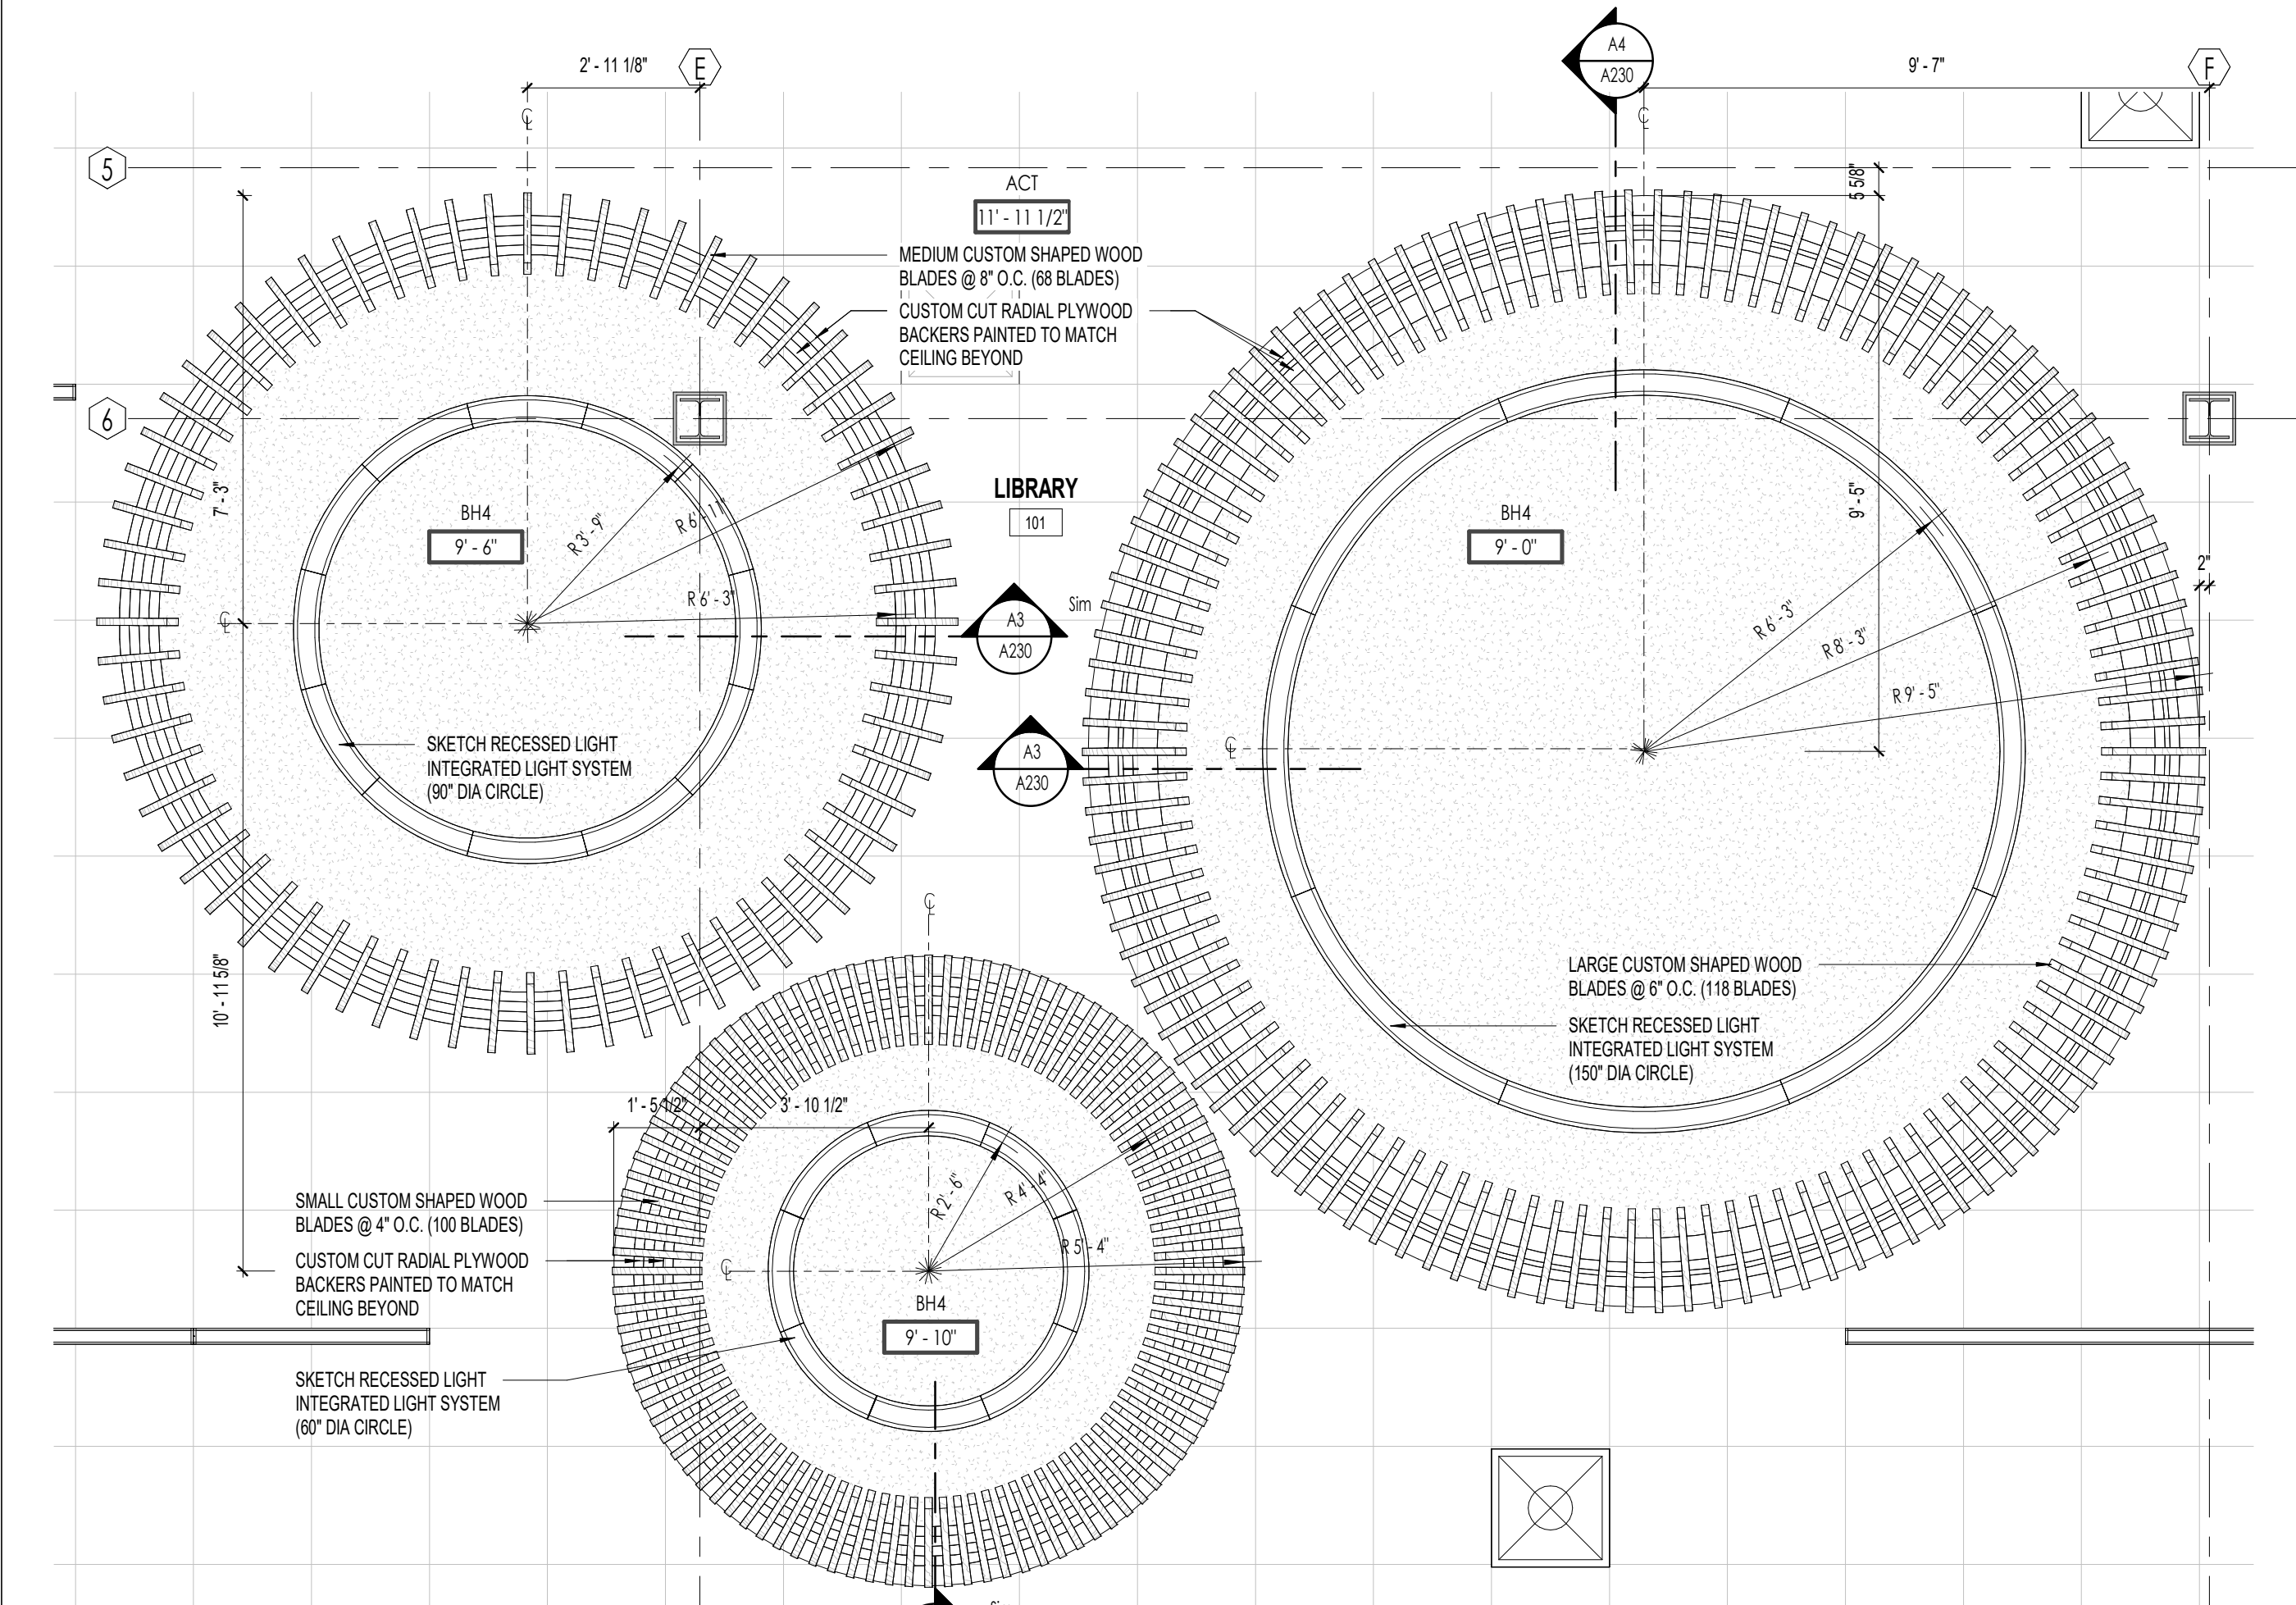 2' - 11 1/8"
E
A4
A230
9' - 7"
F
5
ACT
11' - 11 1/2"
5 5/8"
MEDIUM CUSTOM SHAPED WOOD
BLADES @ 8" O.C. (68 BLADES)
CUSTOM CUT RADIAL PLYWOOD
BACKERS PAINTED TO MATCH
CEILING BEYOND
6
7' - 3"
BH4
9' - 6"
R 3' - 9"
R 6' - 11"
R 6' - 3"
LIBRARY
101
BH4
9' - 0"
9' - 5"
2"
A3
A230
Sim
R 6' - 3"
R 8' - 3"
R 9' - 5"
A3
A230
SKETCH RECESSED LIGHT
INTEGRATED LIGHT SYSTEM
(90" DIA CIRCLE)
10' - 11 5/8"
LARGE CUSTOM SHAPED WOOD
BLADES @ 6" O.C. (118 BLADES)
SKETCH RECESSED LIGHT
INTEGRATED LIGHT SYSTEM
(150" DIA CIRCLE)
1' - 5 1/2"
3' - 10 1/2"
R 2' - 6"
R 4' - 4"
R 5' - 4"
SMALL CUSTOM SHAPED WOOD
BLADES @ 4" O.C. (100 BLADES)
CUSTOM CUT RADIAL PLYWOOD
BACKERS PAINTED TO MATCH
CEILING BEYOND
BH4
9' - 10"
SKETCH RECESSED LIGHT
INTEGRATED LIGHT SYSTEM
(60" DIA CIRCLE)